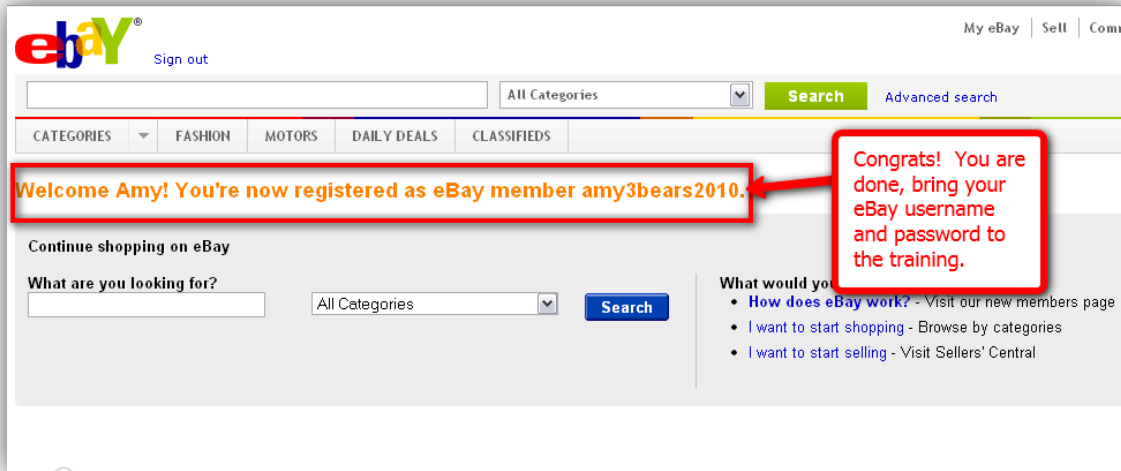 ebaY®
Sign out
My eBay | Sell |
All Categories
Search
Advanced search
CATEGORIES
FASHION
MOTORS
DAILY DEALS
CLASSIFIEDS
Welcome Amy! You're now registered as eBay member amy3bears2010.
Congrats! You are
done, bring your
eBay username
and password to
the training.
Continue shopping on eBay
What are you looking for?
All Categories
Search
What would
• How does eBay work? - Visit our new members page
• I want to start shopping - Browse by categories
• I want to start selling - Visit Sellers' Central